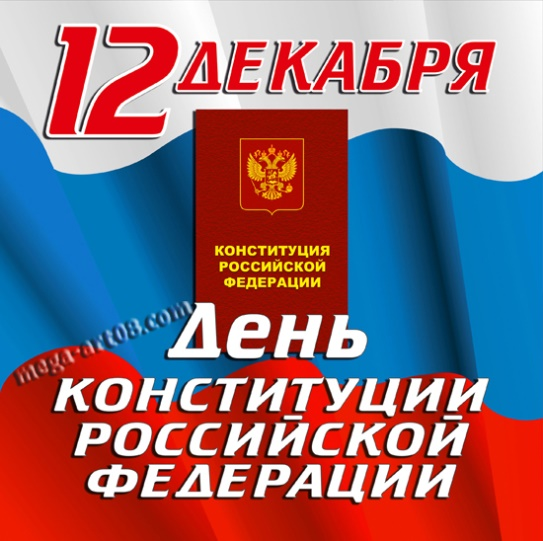 12 ДЕКАБРЯ
КОНСТИТУЦИЯ
РОССИЙСКОЙ
ФЕДЕРАЦИИ
mega-art08.com
День
КОНСТИТУЦИИ
РОССИЙСКОЙ
ФЕДЕРАЦИИ